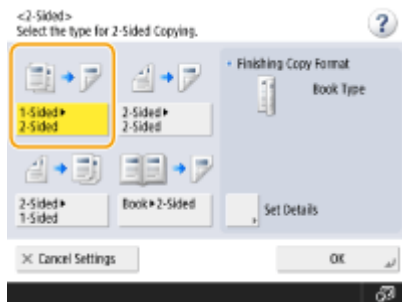 <2-Sided>
Select the type for 2-Sided Copying.
?
• Finishing Copy Format
Book Type
1-Sided▶
2-Sided
2-Sided▶
2-Sided
2-Sided▶
1-Sided
Book▶2-Sided
Set Details
× Cancel Settings
OK